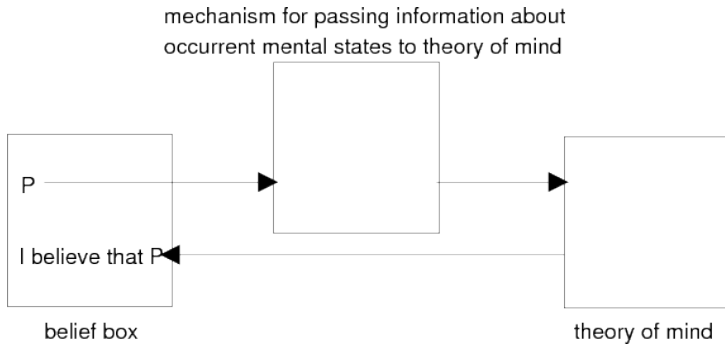 mechanism for passing information about
occurrent mental states to theory of mind
P
I believe that P
belief box
theory of mind